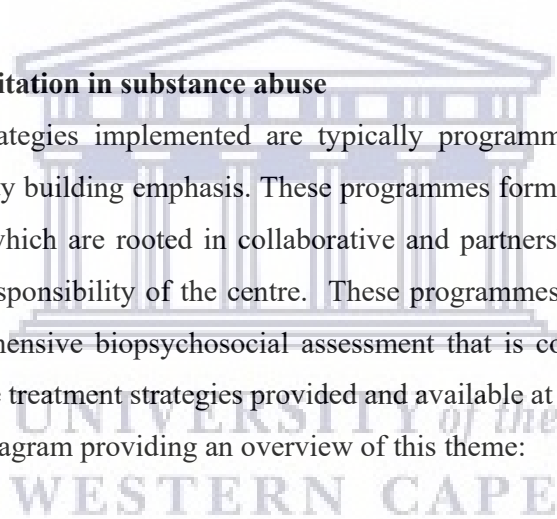 itation in substance abuse
ategies implemented are typically programm
y building emphasis. These programmes form
which are rooted in collaborative and partners
sponsibility of the centre. These programmes
hensive biopsychosocial assessment that is co
e treatment strategies provided and available at
agram providing an overview of this theme:
UNIVERSITY of the
WESTERN CAPE